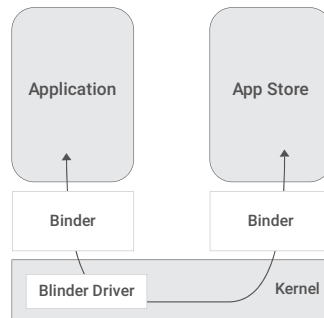 Application
App Store
Binder
Binder
Blinder Driver
Kernel